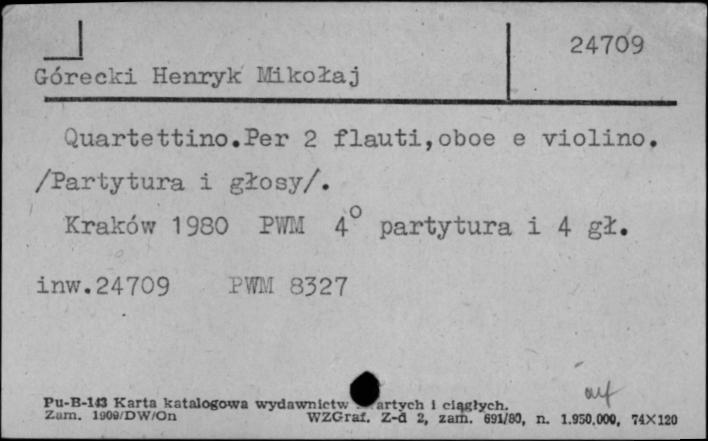 24709
Górecki Henryk Mikołaj
Quartettino.Per 2 flauti,oboe e violino.
/Partytura i głosy/.
Kraków 1980 PWM 4° partytura i 4 gł.
inw.24709 PWM 8327
Pu-B-143 Karta katalogowa wydawnictw artych i ciągłych.
Zam. 1909/DW/On WZGraf. Z-d 2, zam. 691/80, n. 1.950.000, 74X120